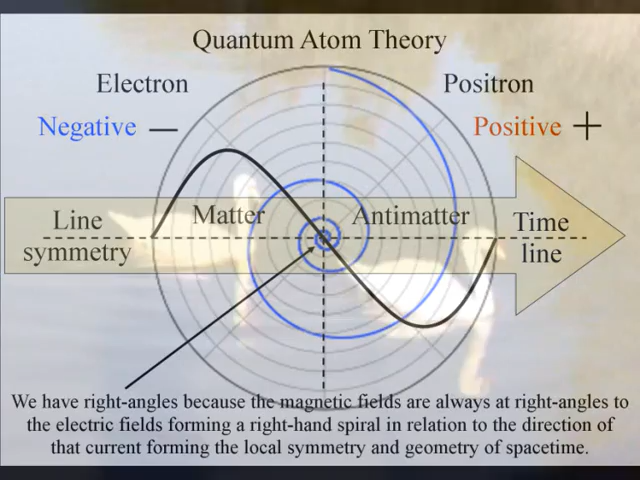 Quantum Atom Theory
Electron
Positron
Negative —
Positive +
Line
symmetry
Matter
Antimatter
Time
line
We have right-angles because the magnetic fields are always at right-angles to
the electric fields forming a right-hand spiral in relation to the direction of
that current forming the local symmetry and geometry of spacetime.